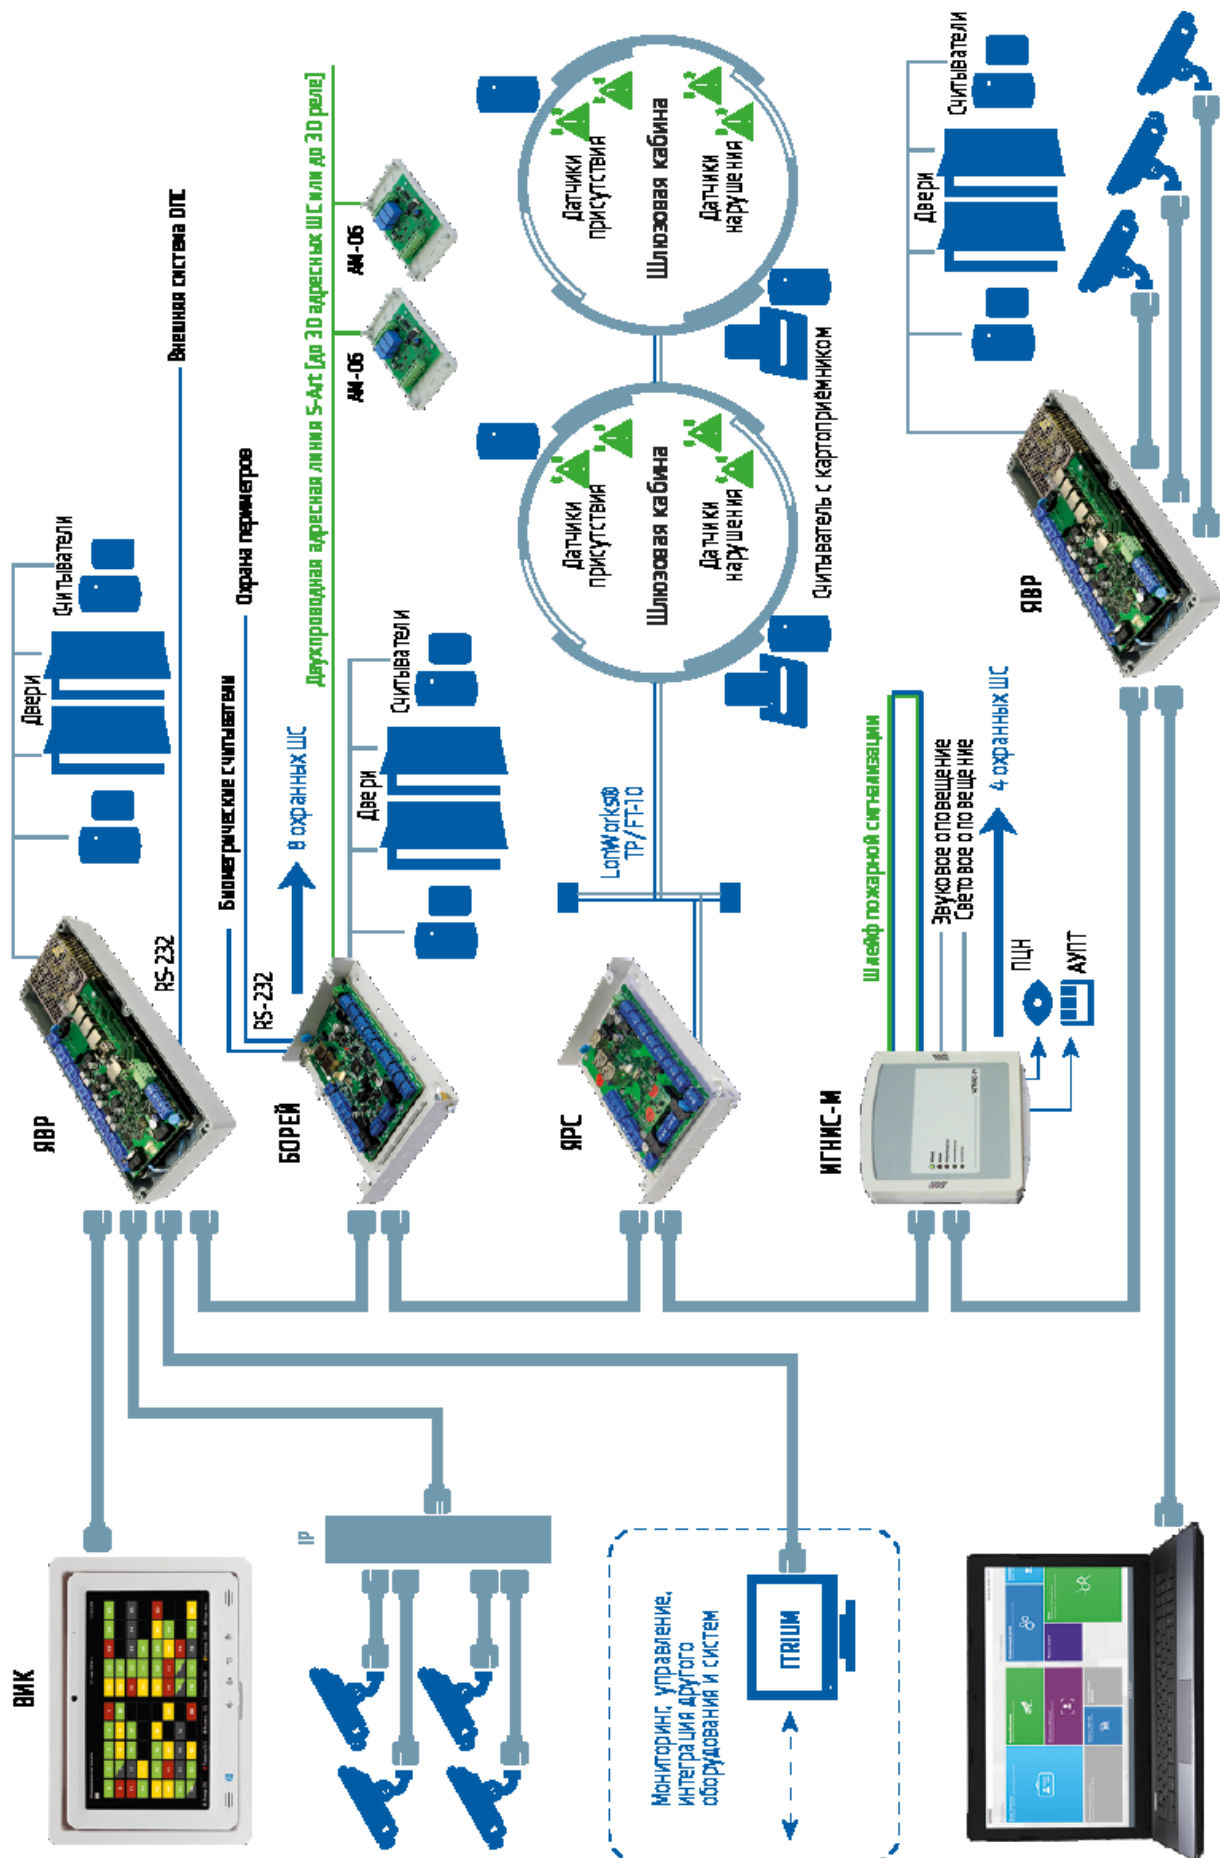 ВИК
IP
Мониторинг, управление,
интеграция другого
оборудования и систем
ITRIUM
ЯВР
RS-232
Двери
Считыватели
Внешняя система ОПС
БОРЕЙ
RS-232
Биометрические считыватели
Охрана периметров
8 охранных ШС
Двухпроводная адресная линия S-Art (до 30 адресных ШС или до 30 реле)
АМ-06
АМ-06
Двери
Считыватели
ЯРС
LonWorks®
TP/FT-10
Датчики
присутствия
Шлюзовая кабина
Датчики
нарушения
Датчики
присутствия
Шлюзовая кабина
Датчики
нарушения
Считыватель с картоприёмником
ИГНИС-М
Шлейф пожарной сигнализации
Звуковое оповещение
Световое оповещение
4 охранных ШС
ПЦН
АУПТ
ЯВР
Двери
Считыватели